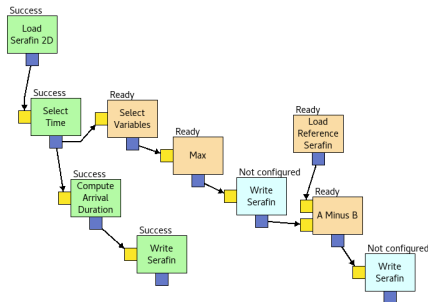 Success
Load
Serafin 2D
Success
Select
Time
Ready
Select
Variables
Ready
Max
Ready
Load
Reference
Serafin
Success
Compute
Arrival
Duration
Not configured
Write
Serafin
Ready
A Minus B
Success
Write
Serafin
Not configured
Write
Serafin